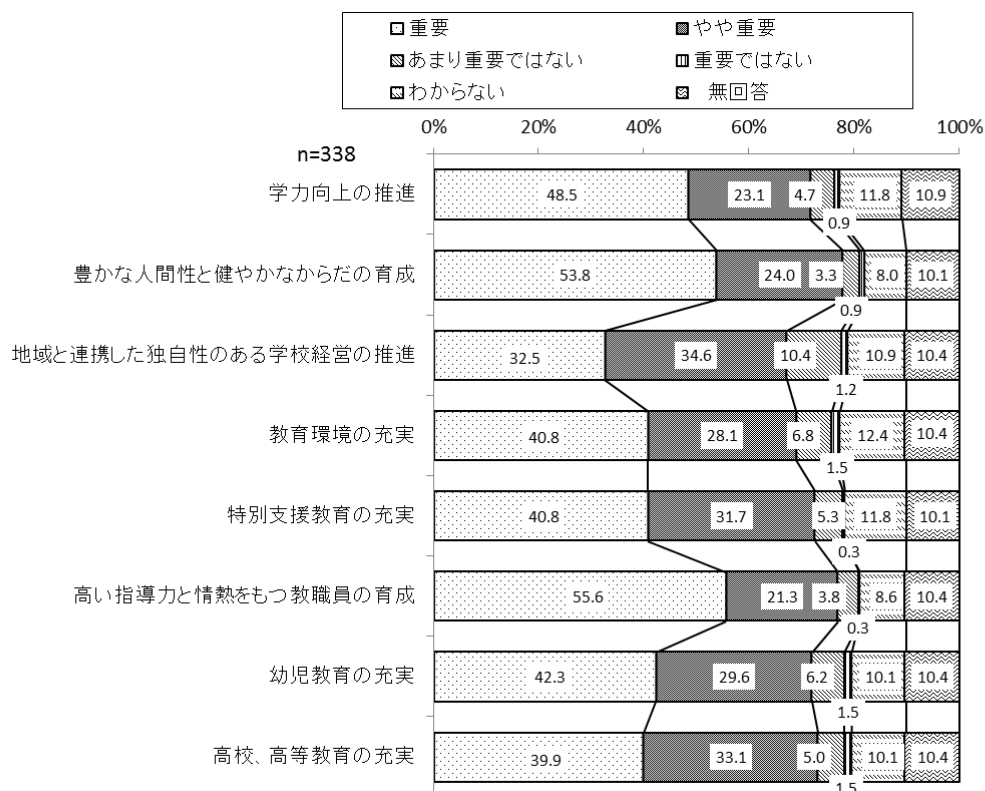 重要 やや重要
あまり重要ではない 重要ではない
わからない 無回答
0% 20% 40% 60% 80% 100%
n=338
学力向上の推進 48.5 23.1 4.7 0.9 11.8 10.9
豊かな人間性と健やかなからだの育成 53.8 24.0 3.3 0.9 8.0 10.1
地域と連携した独自性のある学校経営の推進 32.5 34.6 10.4 1.2 10.9 10.4
教育環境の充実 40.8 28.1 6.8 1.5 12.4 10.4
特別支援教育の充実 40.8 31.7 5.3 0.3 11.8 10.1
高い指導力と情熱をもつ教職員の育成 55.6 21.3 3.8 0.3 8.6 10.4
幼児教育の充実 42.3 29.6 6.2 1.5 10.1 10.4
高校、高等教育の充実 39.9 33.1 5.0 1.5 10.1 10.4